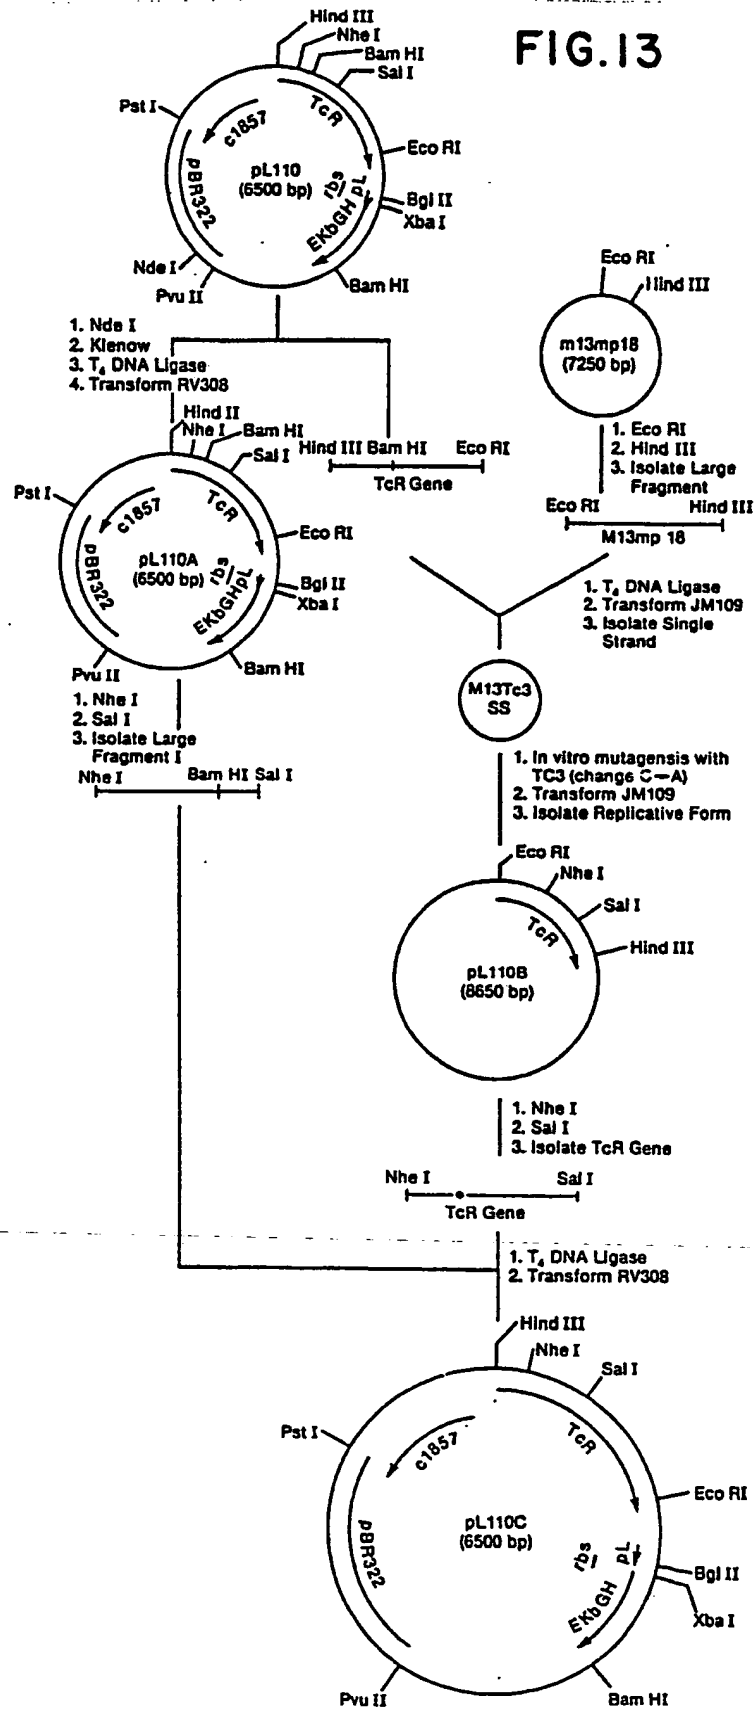 FIG.13
Hind III
Nhe I
Bam HI
Sal I
Pst I
TcR
c1857
Eco RI
pL110
(6500 bp)
rbs
pL
pBR322
EKbGH
Bgl II
Xba I
Nde I
Pvu II
Bam HI
Eco RI
Hind III
m13mp18
(7250 bp)
1. Nde I
2. Klenow
3. T4 DNA Ligase
4. Transform RV308
1. Eco RI
2. Hind III
3. Isolate Large
Fragment
Hind III Bam HI Eco RI
TcR Gene
Eco RI Hind III
M13mp 18
Hind II
Nhe I
Bam HI
Sal I
Pst I
TcR
c1857
Eco RI
pL110A
(6500 bp)
rbs
pL
pBR322
EKbGH
Bgl II
Xba I
Pvu II
Bam HI
1. T4 DNA Ligase
2. Transform JM109
3. Isolate Single
Strand
M13Tc3
SS
1. Nhe I
2. Sal I
3. Isolate Large
Fragment I
Nhe I Bam HI Sal I
1. In vitro mutagensis with
TC3 (change C→A)
2. Transform JM109
3. Isolate Replicative Form
Eco RI
Nhe I
Sal I
Hind III
TcR
pL110B
(8650 bp)
1. Nhe I
2. Sal I
3. Isolate TcR Gene
Nhe I Sal I
TcR Gene
1. T4 DNA Ligase
2. Transform RV308
Hind III
Nhe I
Sal I
Pst I
TcR
c1857
Eco RI
pL110C
(6500 bp)
rbs
pL
pBR322
EKbGH
Bgl II
Xba I
Pvu II
Bam HI